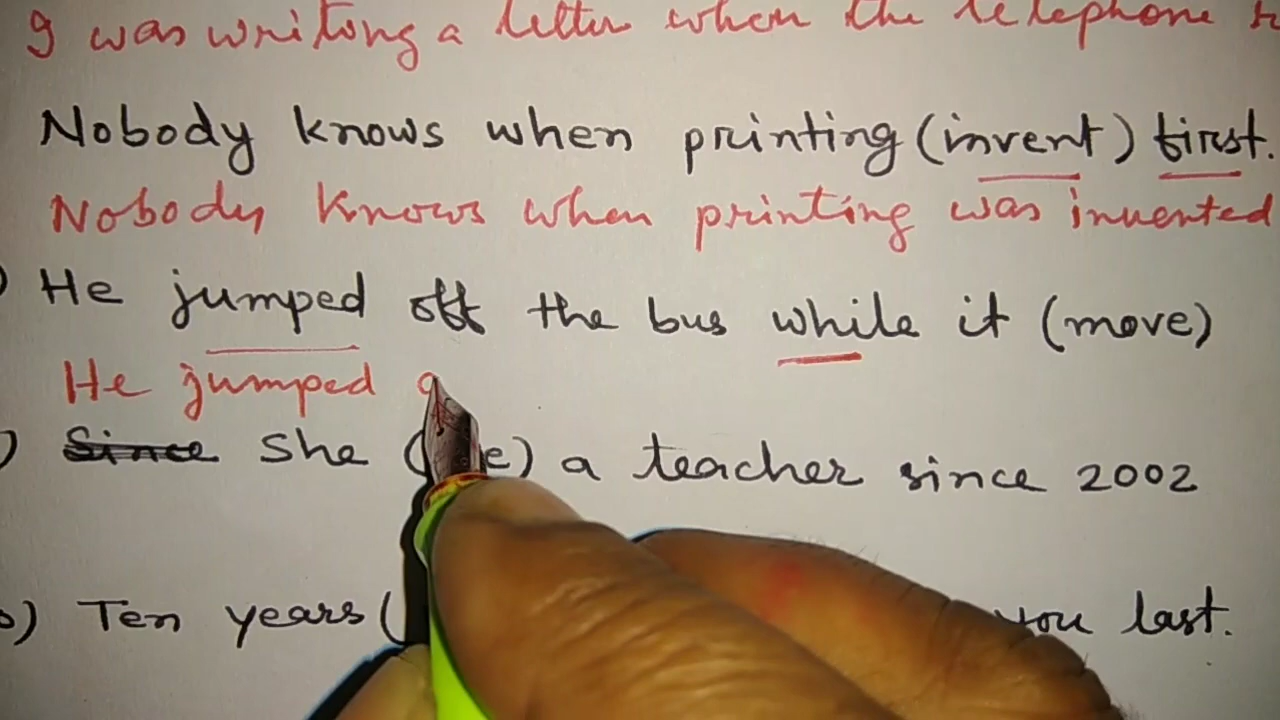 I was writing a letter when the telephone
Nobody knows when printing (invent) first.
Nobody knows when printing was invented
) He jumped off the bus while it (move)
He jumped
) Since she ( e) a teacher since 2002
) Ten years ( you last.